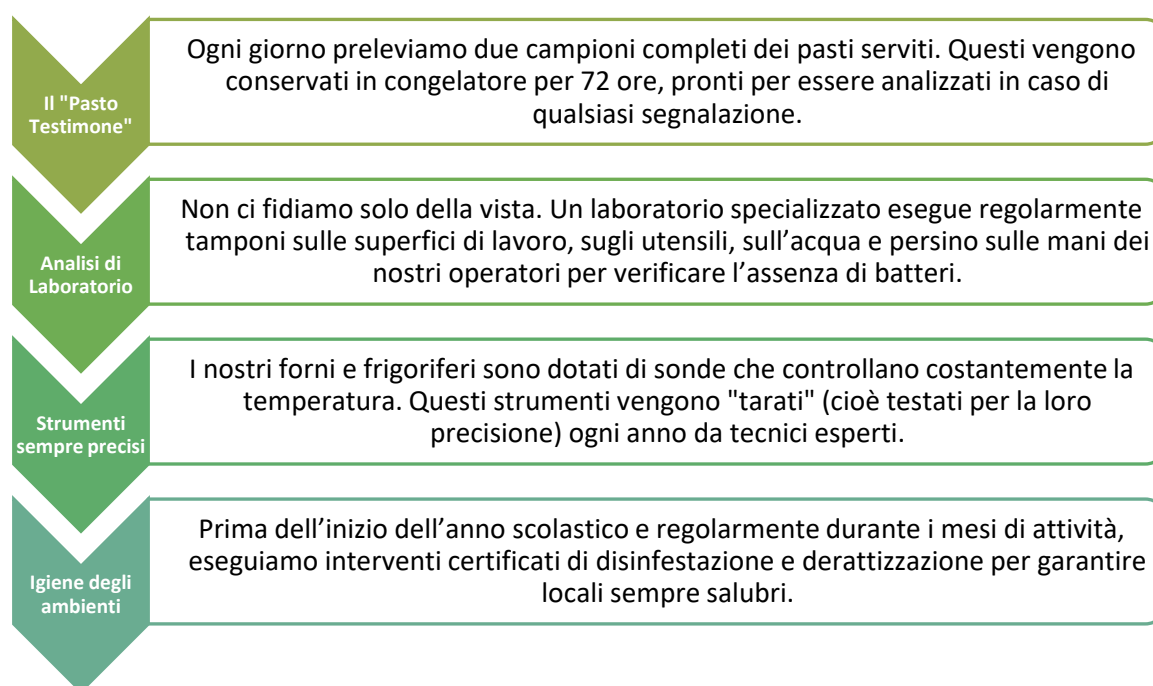 Il "Pasto
Testimone"
Ogni giorno preleviamo due campioni completi dei pasti serviti. Questi vengono
conservati in congelatore per 72 ore, pronti per essere analizzati in caso di
qualsiasi segnalazione.
Analisi di
Laboratorio
Non ci fidiamo solo della vista. Un laboratorio specializzato esegue regolarmente
tamponi sulle superfici di lavoro, sugli utensili, sull’acqua e persino sulle mani dei
nostri operatori per verificare l’assenza di batteri.
Strumenti
sempre precisi
I nostri forni e frigoriferi sono dotati di sonde che controllano costantemente la
temperatura. Questi strumenti vengono "tarati" (cioè testati per la loro
precisione) ogni anno da tecnici esperti.
Igiene degli
ambienti
Prima dell’inizio dell’anno scolastico e regolarmente durante i mesi di attività,
eseguiamo interventi certificati di disinfestazione e derattizzazione per garantire
locali sempre salubri.